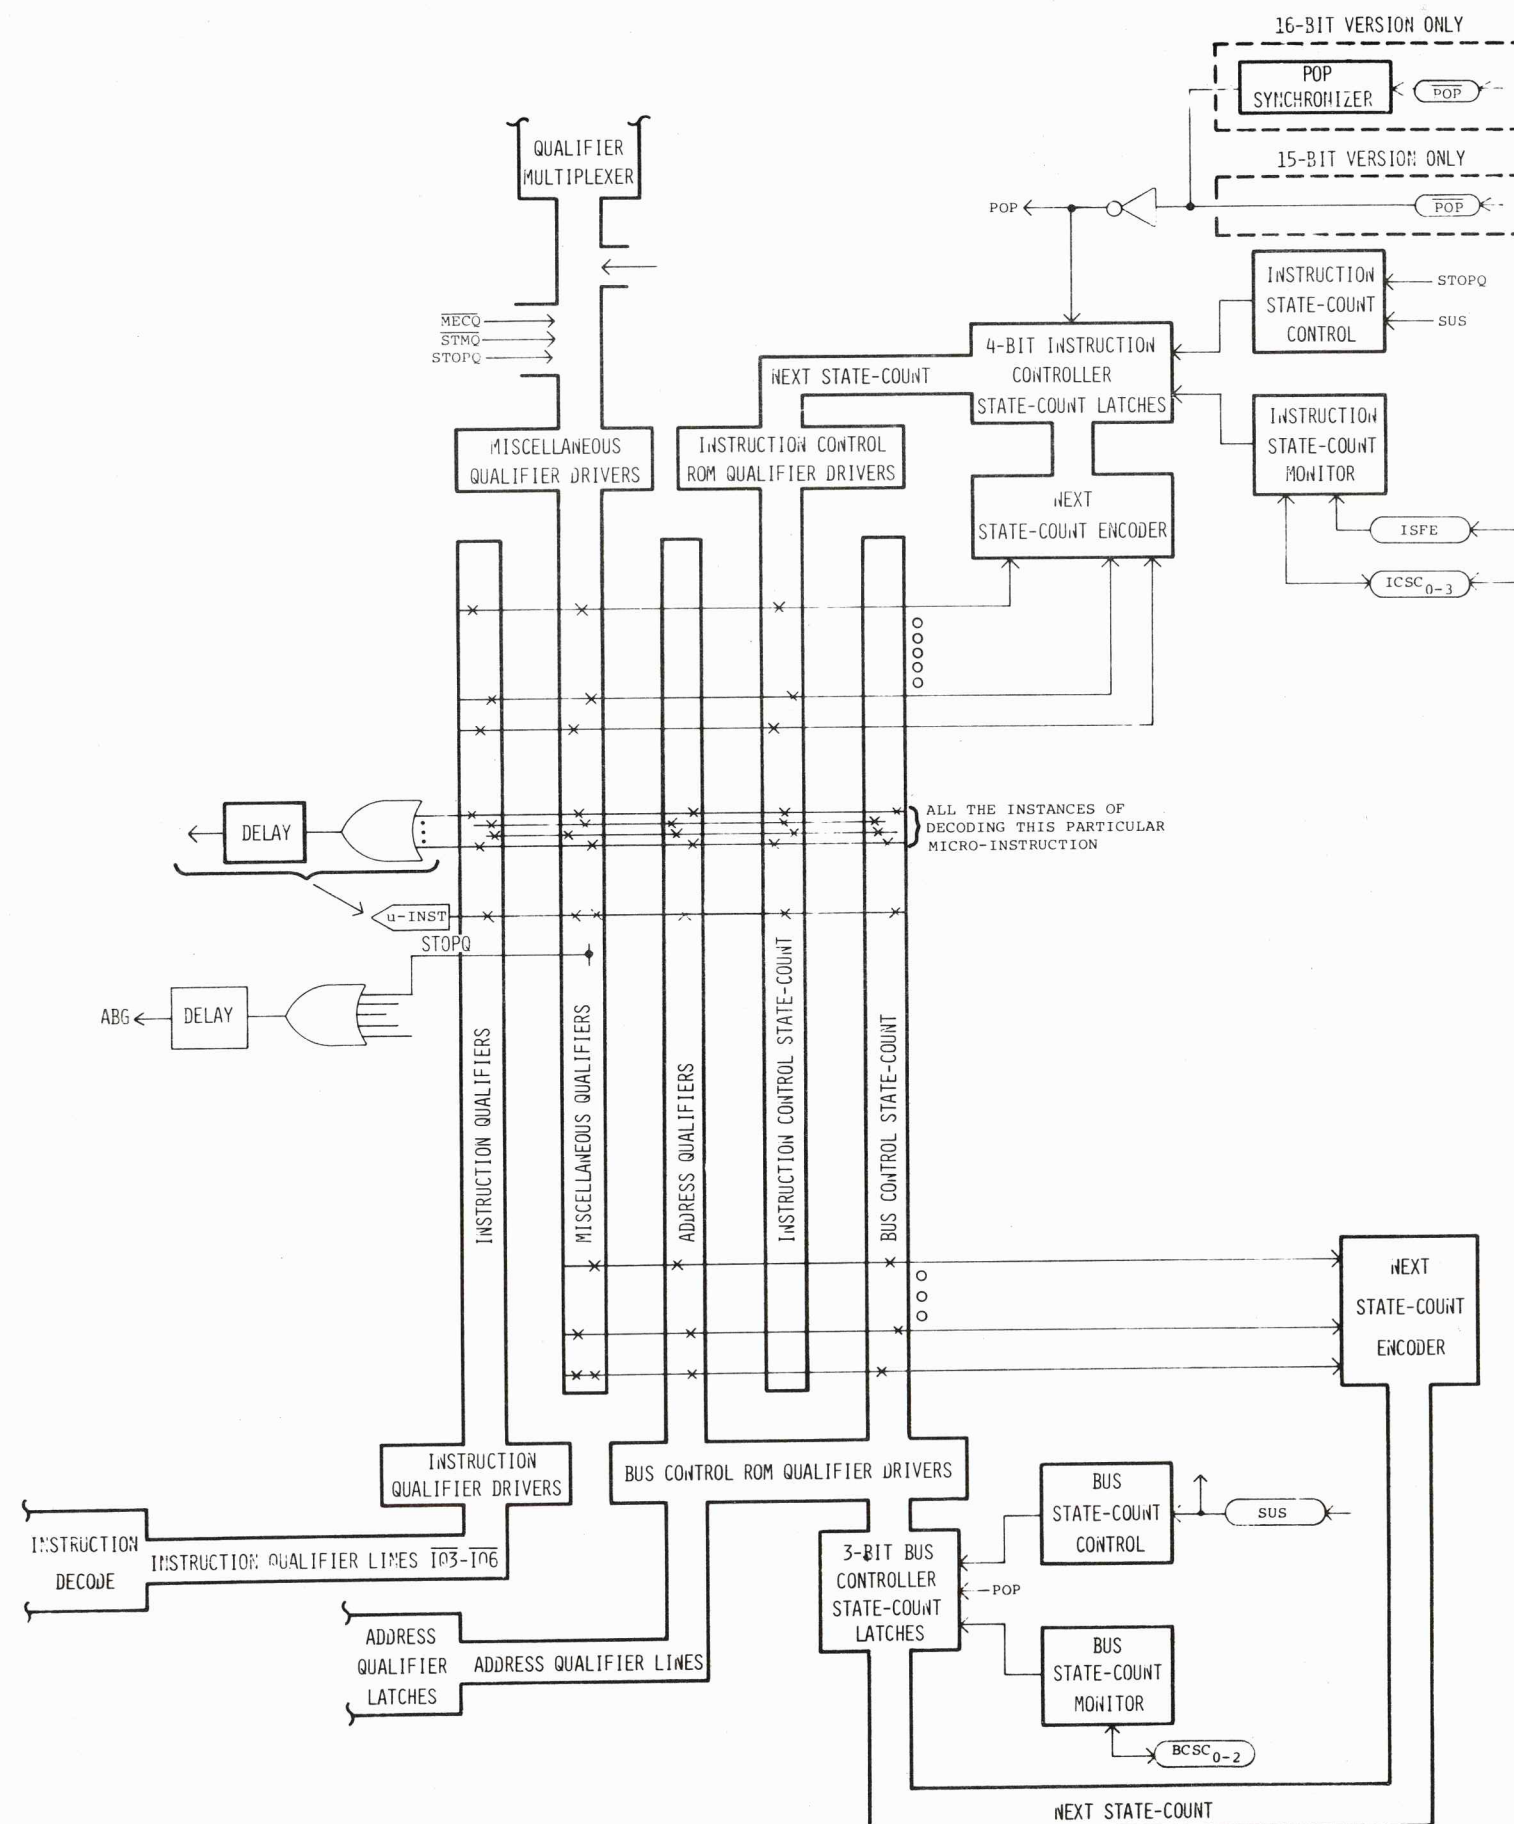 16-BIT VERSION ONLY
POP
SYNCHRONIZER
POP
QUALIFIER
MULTIPLEXER
15-BIT VERSION ONLY
POP
POP
INSTRUCTION
STATE-COUNT
CONTROL
STOPQ
SUS
MECQ
STMQ
STOPQ
4-BIT INSTRUCTION
CONTROLLER
STATE-COUNT LATCHES
NEXT STATE-COUNT
INSTRUCTION
STATE-COUNT
MONITOR
MISCELLANEOUS
QUALIFIER DRIVERS
INSTRUCTION CONTROL
ROM QUALIFIER DRIVERS
NEXT
STATE-COUNT ENCODER
ISFE
ICSC0-3
DELAY
ALL THE INSTANCES OF
DECODING THIS PARTICULAR
MICRO-INSTRUCTION
u-INST
STOPQ
ABG
DELAY
INSTRUCTION QUALIFIERS
MISCELLANEOUS QUALIFIERS
ADDRESS QUALIFIERS
INSTRUCTION CONTROL STATE-COUNT
BUS CONTROL STATE-COUNT
NEXT
STATE-COUNT
ENCODER
INSTRUCTION
QUALIFIER DRIVERS
BUS CONTROL ROM QUALIFIER DRIVERS
BUS
STATE-COUNT
CONTROL
SUS
INSTRUCTION
DECODE
INSTRUCTION QUALIFIER LINES IQ3-IQ6
3-BIT BUS
CONTROLLER
STATE-COUNT
LATCHES
POP
ADDRESS
QUALIFIER
LATCHES
ADDRESS QUALIFIER LINES
BUS
STATE-COUNT
MONITOR
BCSC0-2
NEXT STATE-COUNT